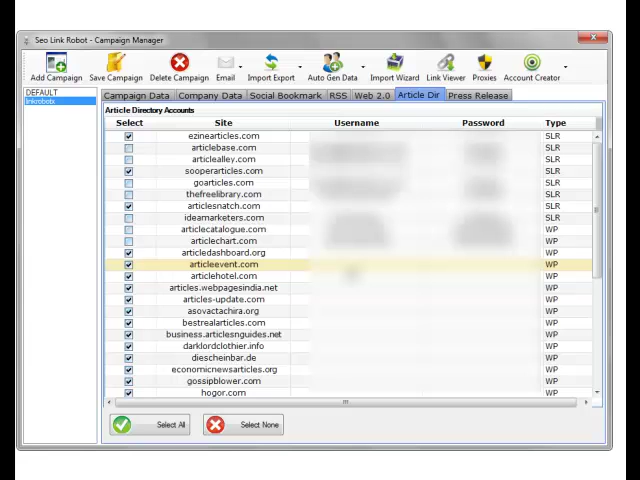 Seo Link Robot - Campaign Manager
Add Campaign Save Campaign Delete Campaign Email Import Export Auto Gen Data Import Wizard Link Viewer Proxies Account Creator
DEFAULT
linkrobotx
Campaign Data Company Data Social Bookmark RSS Web 2.0 Article Dir Press Release
Article Directory Accounts
Select Site Username Password Type
ezinearticles.com SLR
articlebase.com SLR
articlealley.com SLR
sooperarticles.com SLR
goarticles.com SLR
thefreelibrary.com SLR
articlesnatch.com SLR
ideamarketers.com SLR
articlecatalogue.com WP
articlechart.com WP
articledashboard.org WP
articleevent.com WP
articlehotel.com WP
articles.webpagesindia.net WP
articles-update.com WP
asovactachira.org WP
bestrealarticles.com WP
business.articlesnguides.net WP
darklordclothier.info WP
diescheinbar.de WP
economicnewsarticles.org WP
gossipblower.com WP
hogor.com WP
Select All Select None